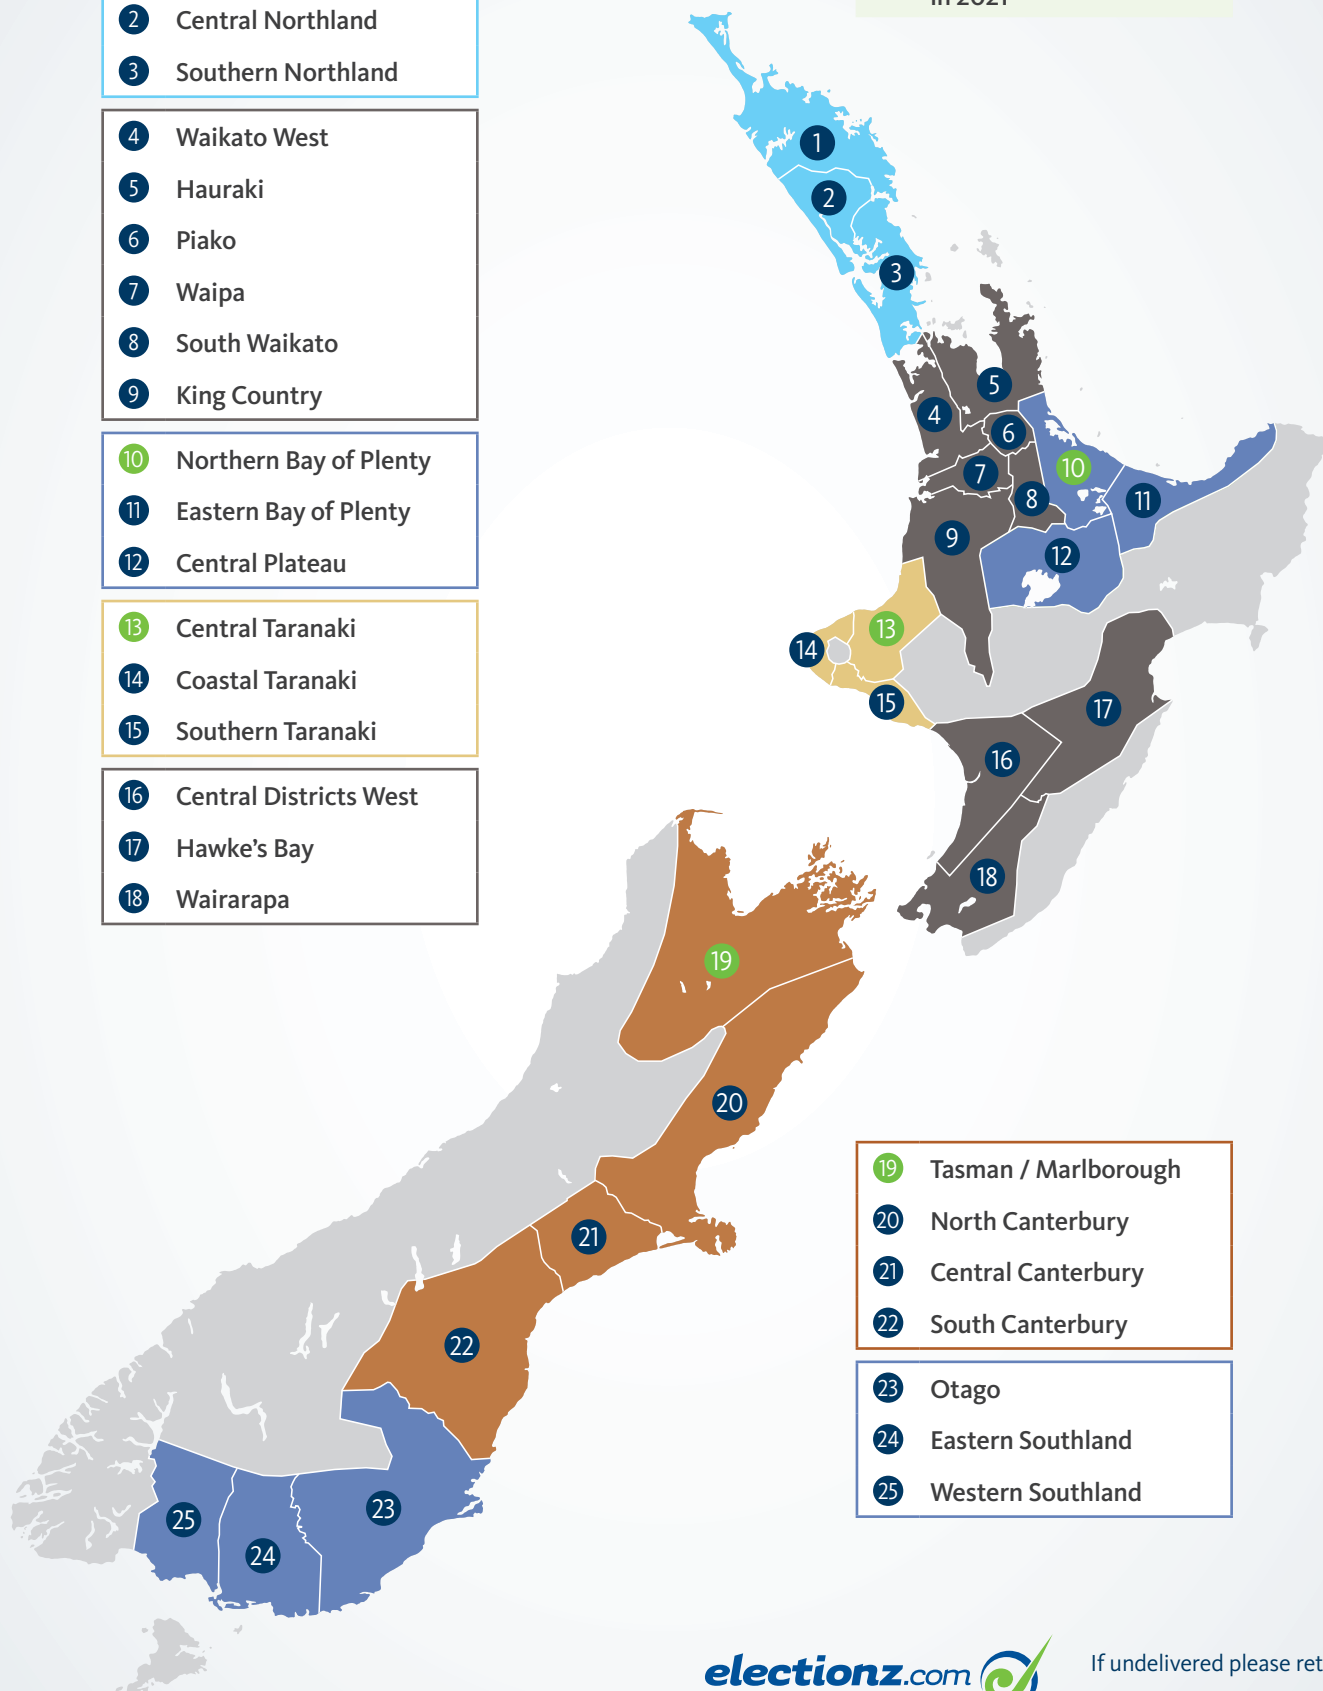 2 Central Northland
3 Southern Northland
4 Waikato West
5 Hauraki
6 Piako
7 Waipa
8 South Waikato
9 King Country
10 Northern Bay of Plenty
11 Eastern Bay of Plenty
12 Central Plateau
13 Central Taranaki
14 Coastal Taranaki
15 Southern Taranaki
16 Central Districts West
17 Hawke’s Bay
18 Wairarapa
in 2021
1
2
3
4
5
6
7
8
9
10
11
12
13
14
15
16
17
18
19
20
21
22
23
24
25
19 Tasman / Marlborough
20 North Canterbury
21 Central Canterbury
22 South Canterbury
23 Otago
24 Eastern Southland
25 Western Southland
electionz.com
If undelivered please ret